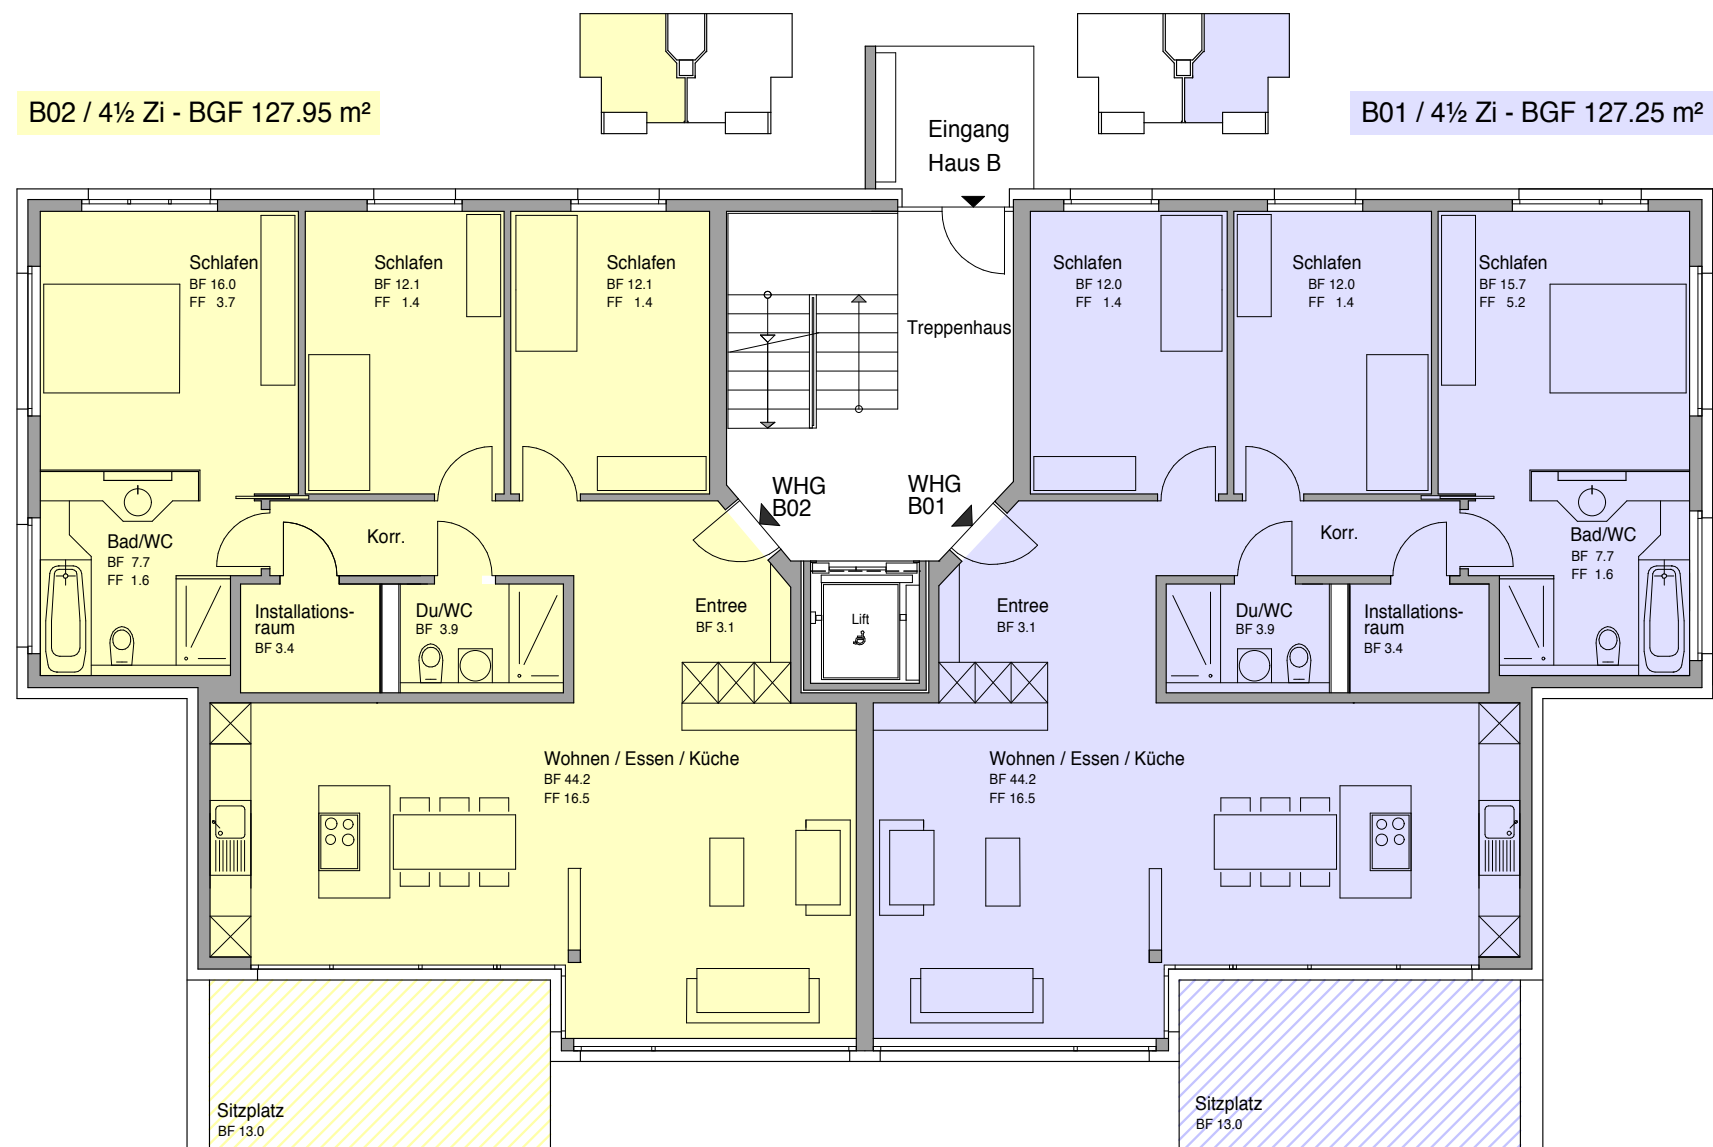 B02 / 4½ Zi - BGF 127.95 m²
B01 / 4½ Zi - BGF 127.25 m²
Eingang
Haus B
Schlafen
BF 16.0
FF 3.7
Schlafen
BF 12.1
FF 1.4
Schlafen
BF 12.1
FF 1.4
Treppenhaus
Schlafen
BF 12.0
FF 1.4
Schlafen
BF 12.0
FF 1.4
Schlafen
BF 15.7
FF 5.2
WHG
B02
WHG
B01
Bad/WC
BF 7.7
FF 1.6
Korr.
Korr.
Bad/WC
BF 7.7
FF 1.6
Installations-
raum
BF 3.4
Du/WC
BF 3.9
Entree
BF 3.1
Lift
Entree
BF 3.1
Du/WC
BF 3.9
Installations-
raum
BF 3.4
Wohnen / Essen / Küche
BF 44.2
FF 16.5
Wohnen / Essen / Küche
BF 44.2
FF 16.5
Sitzplatz
BF 13.0
Sitzplatz
BF 13.0